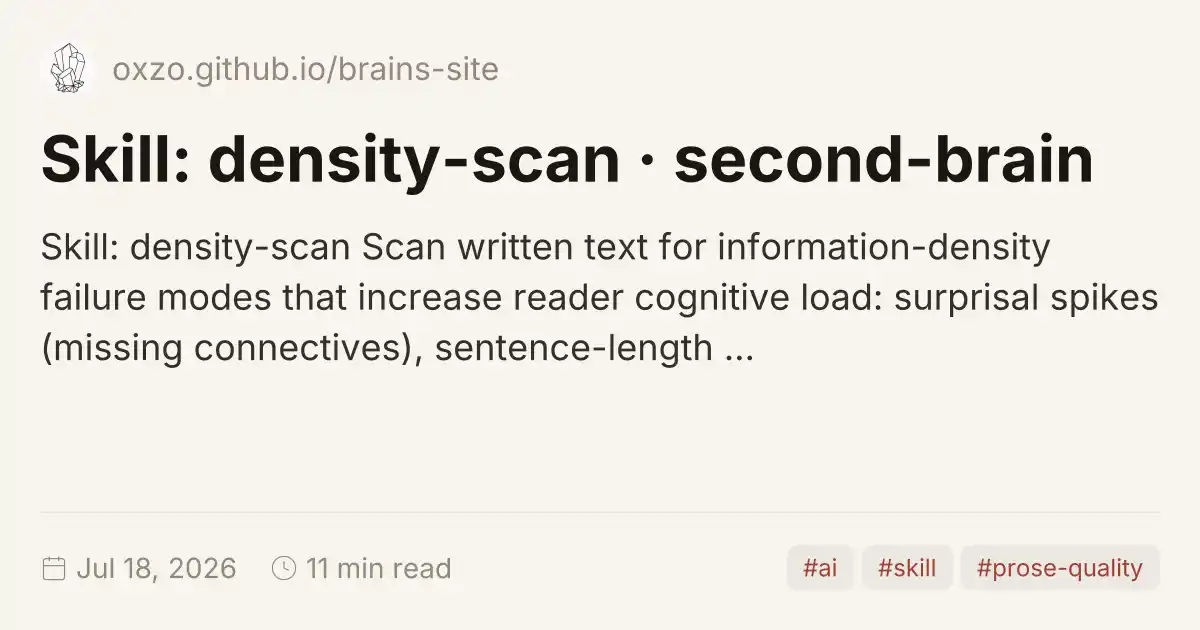 oxzo.github.io/brains-site
Skill: density-scan · second-brain
Skill: density-scan Scan written text for information-density
failure modes that increase reader cognitive load: surprisal spikes
(missing connectives), sentence-length ...
Jul 18, 2026 11 min read #ai #skill #prose-quality